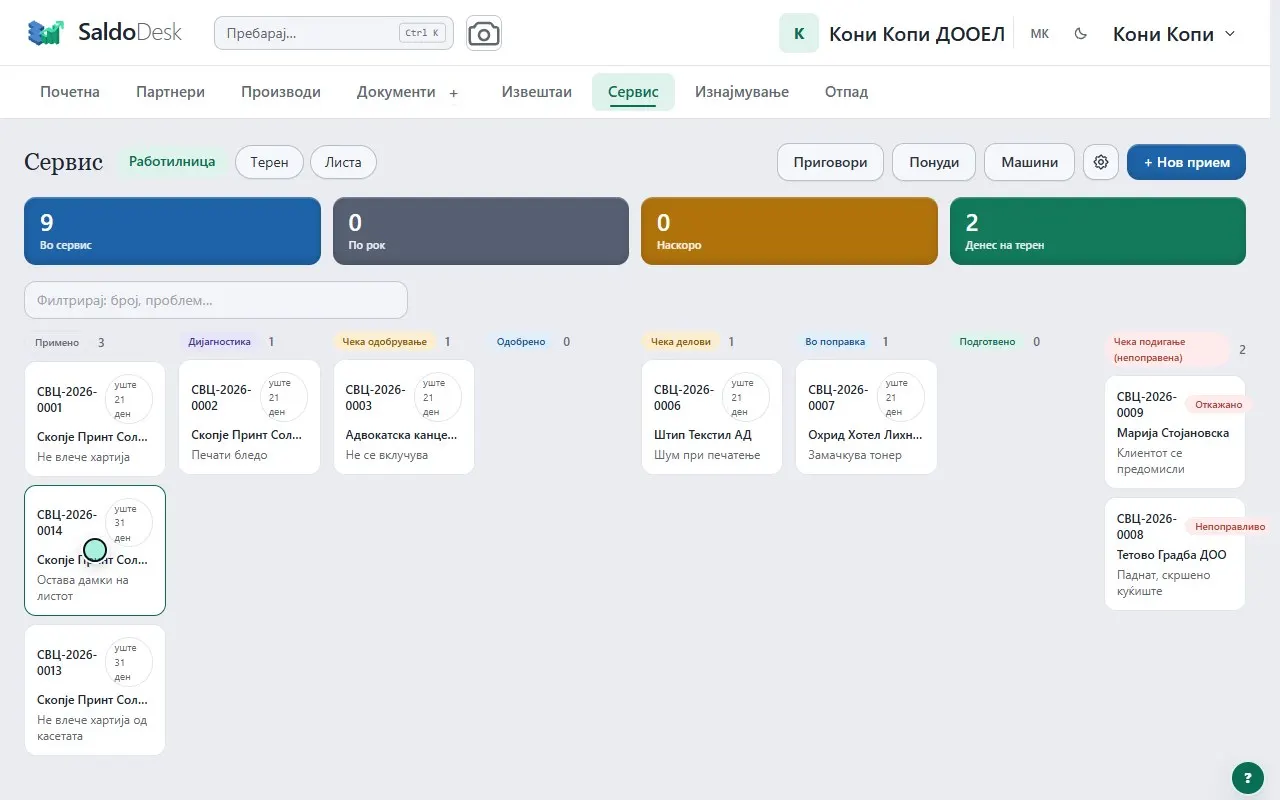 SaldoDesk
Пребарај...
Ctrl K
К
Кони Копи ДООЕЛ
МК
Кони Копи
Почетна
Партнери
Производи
Документи +
Извештаи
Сервис
Изнајмување
Отпад
Сервис
Работилница
Терен
Листа
Приговори
Понуди
Машини
+ Нов прием
9
Во сервис
0
По рок
0
Наскоро
2
Денес на терен
Филтрирај: број, проблем...
Примено 3
СВЦ-2026-
0001
уште
21
ден
Скопје Принт Сол...
Не влече хартија
СВЦ-2026-
0014
уште
31
ден
Скопје Принт Сол...
Остава дамки на
листот
СВЦ-2026-
0013
уште
31
ден
Скопје Принт Сол...
Не влече хартија од
касетата
Дијагностика 1
СВЦ-2026-
0002
уште
21
ден
Скопје Принт Сол...
Печати бледо
Чека одобрување 1
СВЦ-2026-
0003
уште
21
ден
Адвокатска канце...
Не се вклучува
Одобрено 0
Чека делови 1
СВЦ-2026-
0006
уште
21
ден
Штип Текстил АД
Шум при печатење
Во поправка 1
СВЦ-2026-
0007
уште
21
ден
Охрид Хотел Лихн...
Замачкува тонер
Подготвено 0
Чека подигање
(непоправена)
2
СВЦ-2026-
0009
Откажано
Марија Стојановска
Клиентот се
предомисли
СВЦ-2026-
0008
Непоправливо
Тетово Градба ДОО
Паднат, скршено
куќиште
?